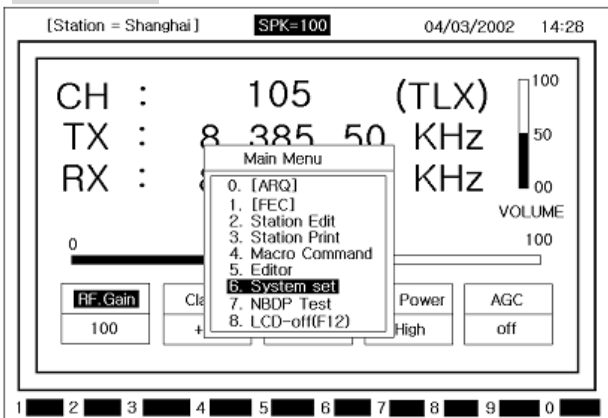 [Station = Shanghai] SPK=100 04/03/2002 14:28
CH : 105 (TLX)
TX : 8 385 50 KHz
RX : KHz
100
50
00
VOLUME
0 100
Main Menu
0. [ARQ]
1. [FEC]
2. Station Edit
3. Station Print
4. Macro Command
5. Editor
6. System set
7. NBDP Test
8. LCD-off(F12)
RF.Gain Power AGC
100 High off
1 2 3 4 5 6 7 8 9 0